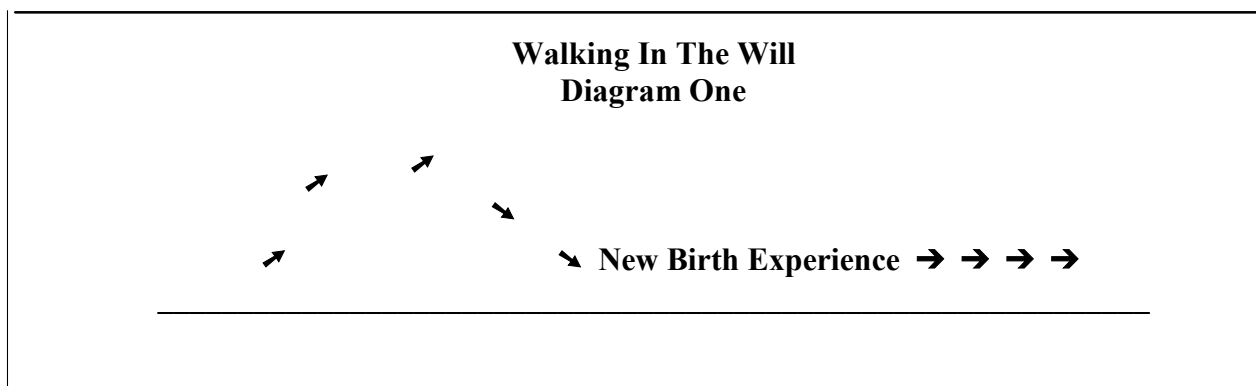 Walking In The Will
Diagram One
New Birth Experience ➔ ➔ ➔ ➔